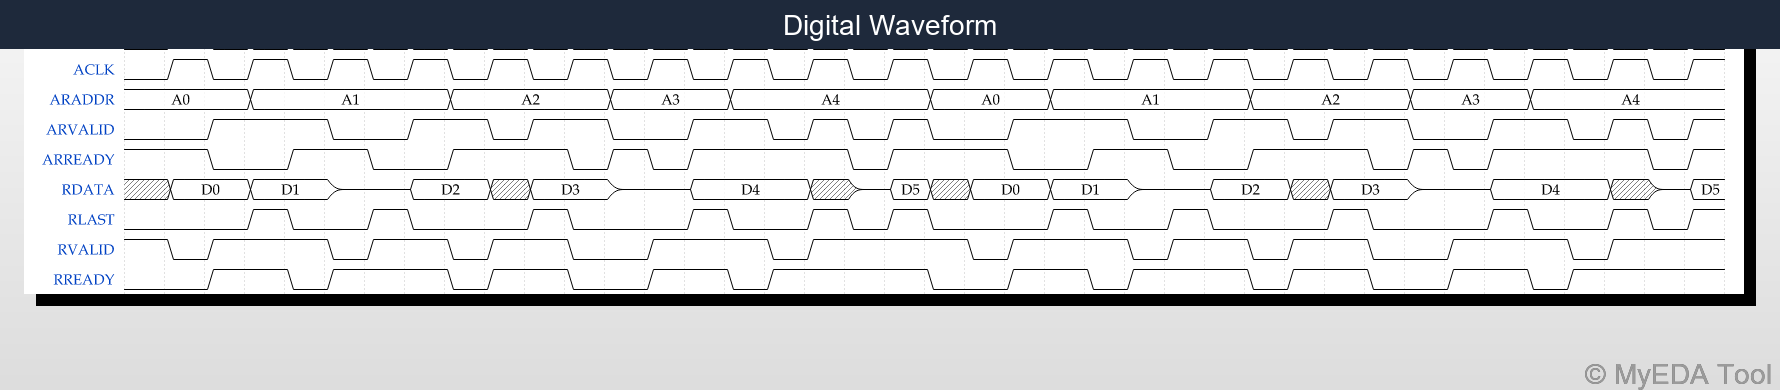 Digital Waveform
ACLK
ARADDR A0 A1 A2 A3 A4 A0 A1 A2 A3 A4
ARVALID
ARREADY
RDATA D0 D1 D2 D3 D4 D5 D0 D1 D2 D3 D4 D5
RLAST
RVALID
RREADY
© MyEDA Tool